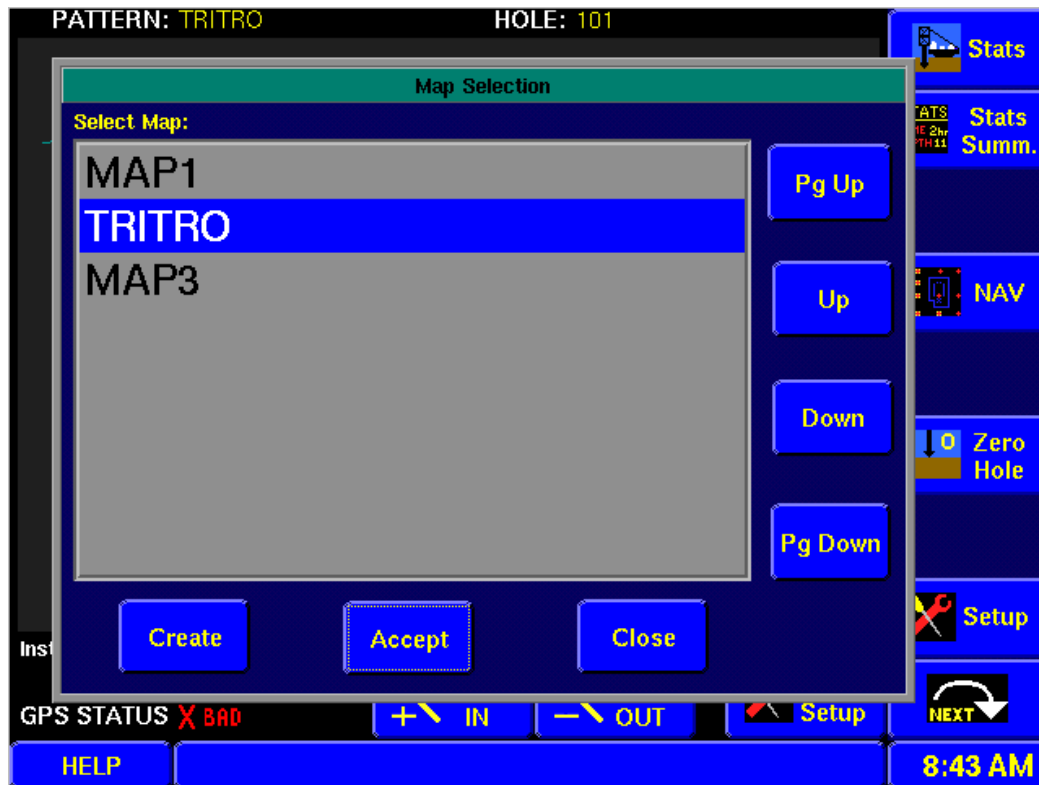 PATTERN: TRITRO HOLE: 101
Stats
Map Selection
Select Map:
MAP1
TRITRO
MAP3
Pg Up
Up
Down
Pg Down
Create Accept Close
Stats
Summ.
NAV
0 Zero
Hole
Setup
Inst
GPS STATUS X BAD
+ IN
− OUT
Setup
NEXT
HELP
8:43 AM